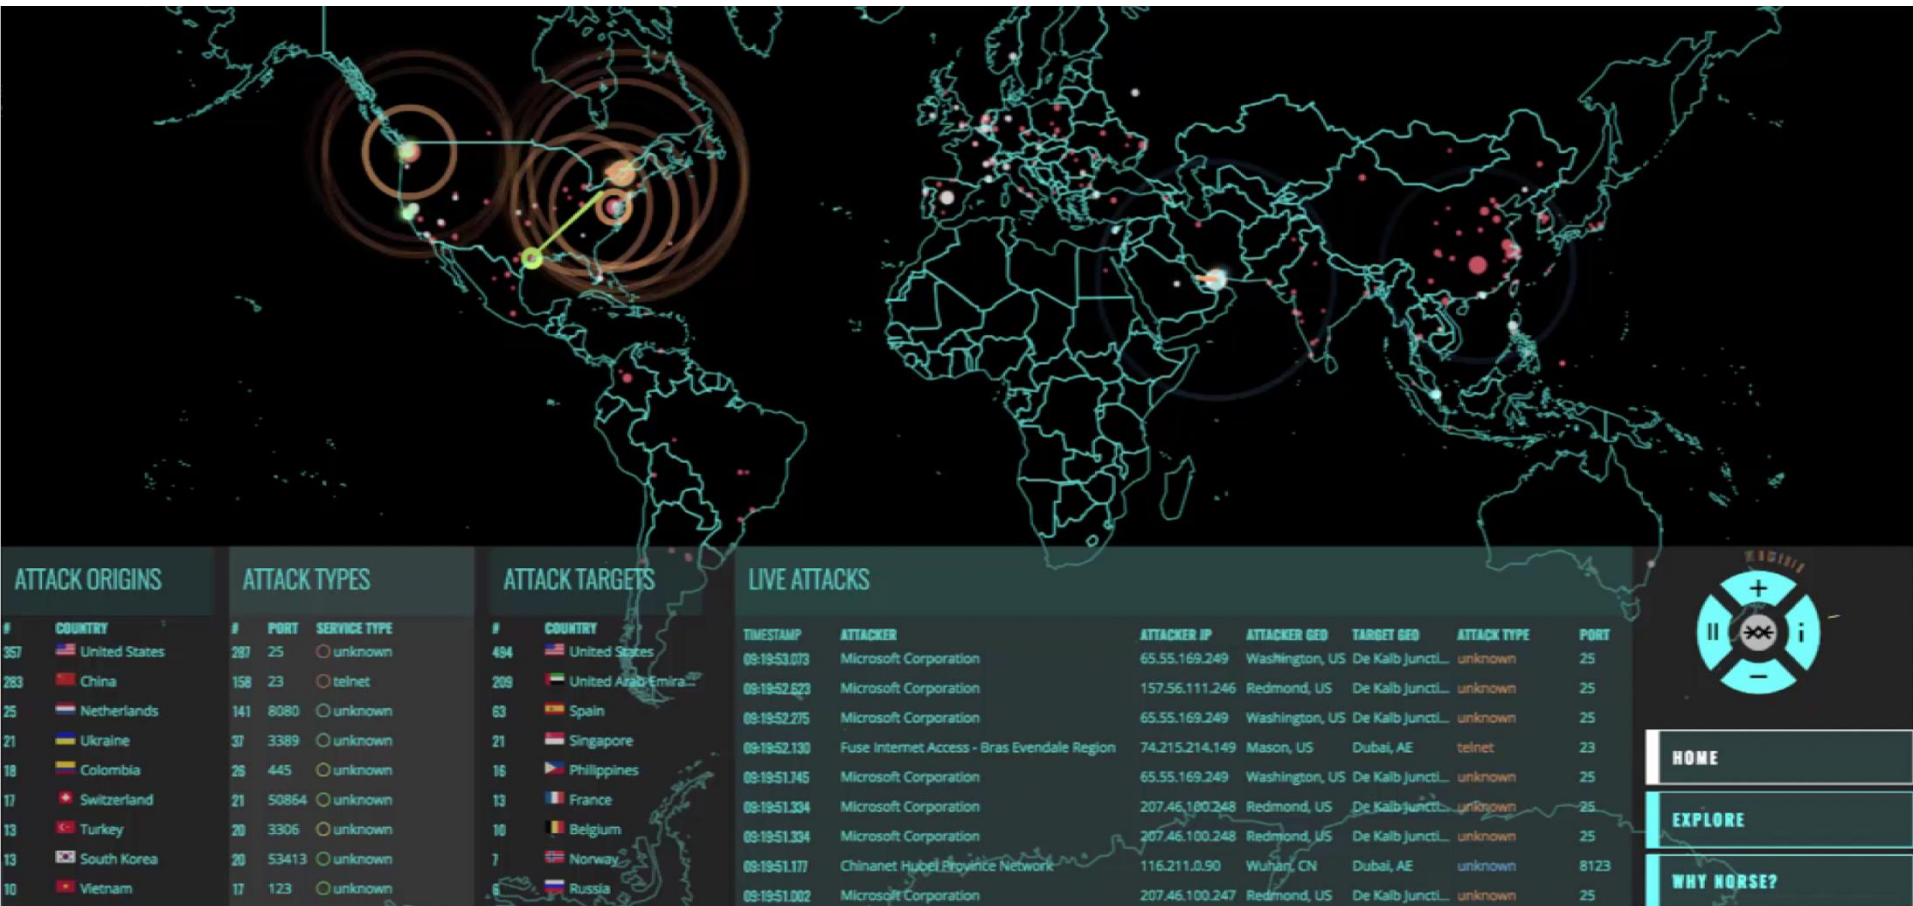 ATTACK ORIGINS
# COUNTRY
357 United States
283 China
25 Netherlands
21 Ukraine
18 Colombia
17 Switzerland
13 Turkey
13 South Korea
10 Vietnam
ATTACK TYPES
# PORT SERVICE TYPE
287 25 unknown
158 23 telnet
141 8080 unknown
37 3389 unknown
26 445 unknown
21 50864 unknown
20 3306 unknown
20 53413 unknown
17 123 unknown
ATTACK TARGETS
# COUNTRY
494 United States
209 United Arab Emira...
63 Spain
21 Singapore
16 Philippines
13 France
10 Belgium
7 Norway
6 Russia
LIVE ATTACKS
TIMESTAMP ATTACKER ATTACKER IP ATTACKER GEO TARGET GEO ATTACK TYPE PORT
09:19:53.073 Microsoft Corporation 65.55.169.249 Washington, US De Kalb Juncti... unknown 25
09:19:52.623 Microsoft Corporation 157.56.111.246 Redmond, US De Kalb Juncti... unknown 25
09:19:52.275 Microsoft Corporation 65.55.169.249 Washington, US De Kalb Juncti... unknown 25
09:19:52.130 Fuse Internet Access - Bras Evendale Region 74.215.214.149 Mason, US Dubai, AE telnet 23
09:19:51.745 Microsoft Corporation 65.55.169.249 Washington, US De Kalb Juncti... unknown 25
09:19:51.334 Microsoft Corporation 207.46.100.248 Redmond, US De Kalb Juncti... unknown 25
09:19:51.334 Microsoft Corporation 207.46.100.248 Redmond, US De Kalb Juncti... unknown 25
09:19:51.177 Chinanet Hubei Province Network 116.211.0.90 Wuhan, CN Dubai, AE unknown 8123
09:19:51.002 Microsoft Corporation 207.46.100.247 Redmond, US De Kalb Juncti... unknown 25
HOME
EXPLORE
WHY NORSE?